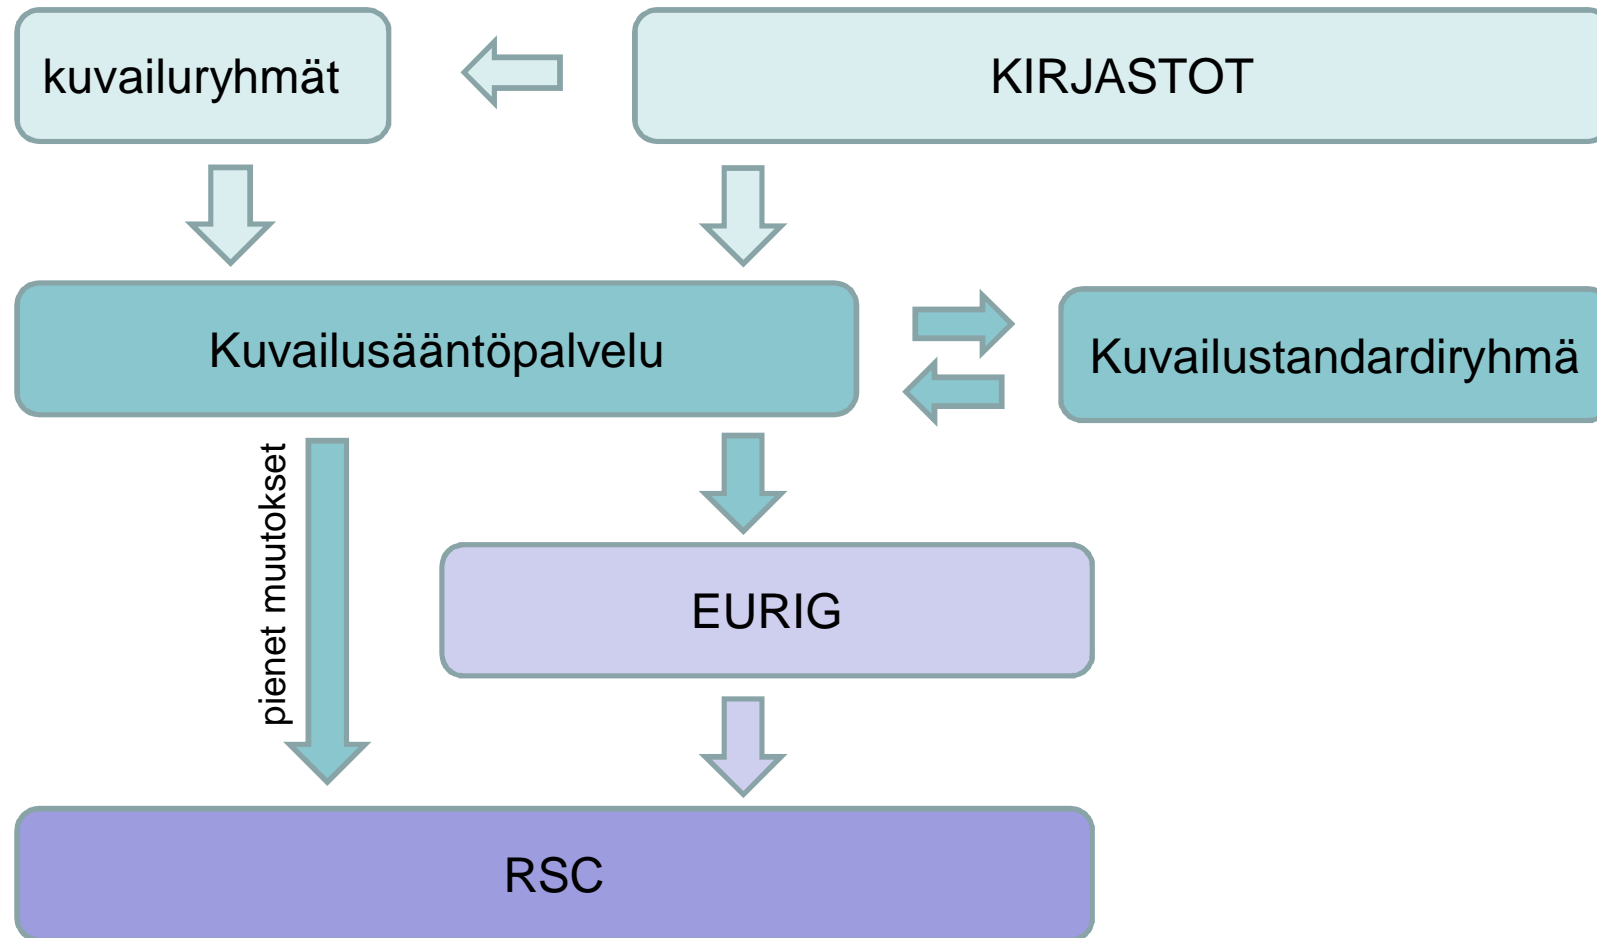 kuvailuryhmät
KIRJASTOT
Kuvailusääntöpalvelu
Kuvailustandardiryhmä
pienet muutokset
EURIG
RSC